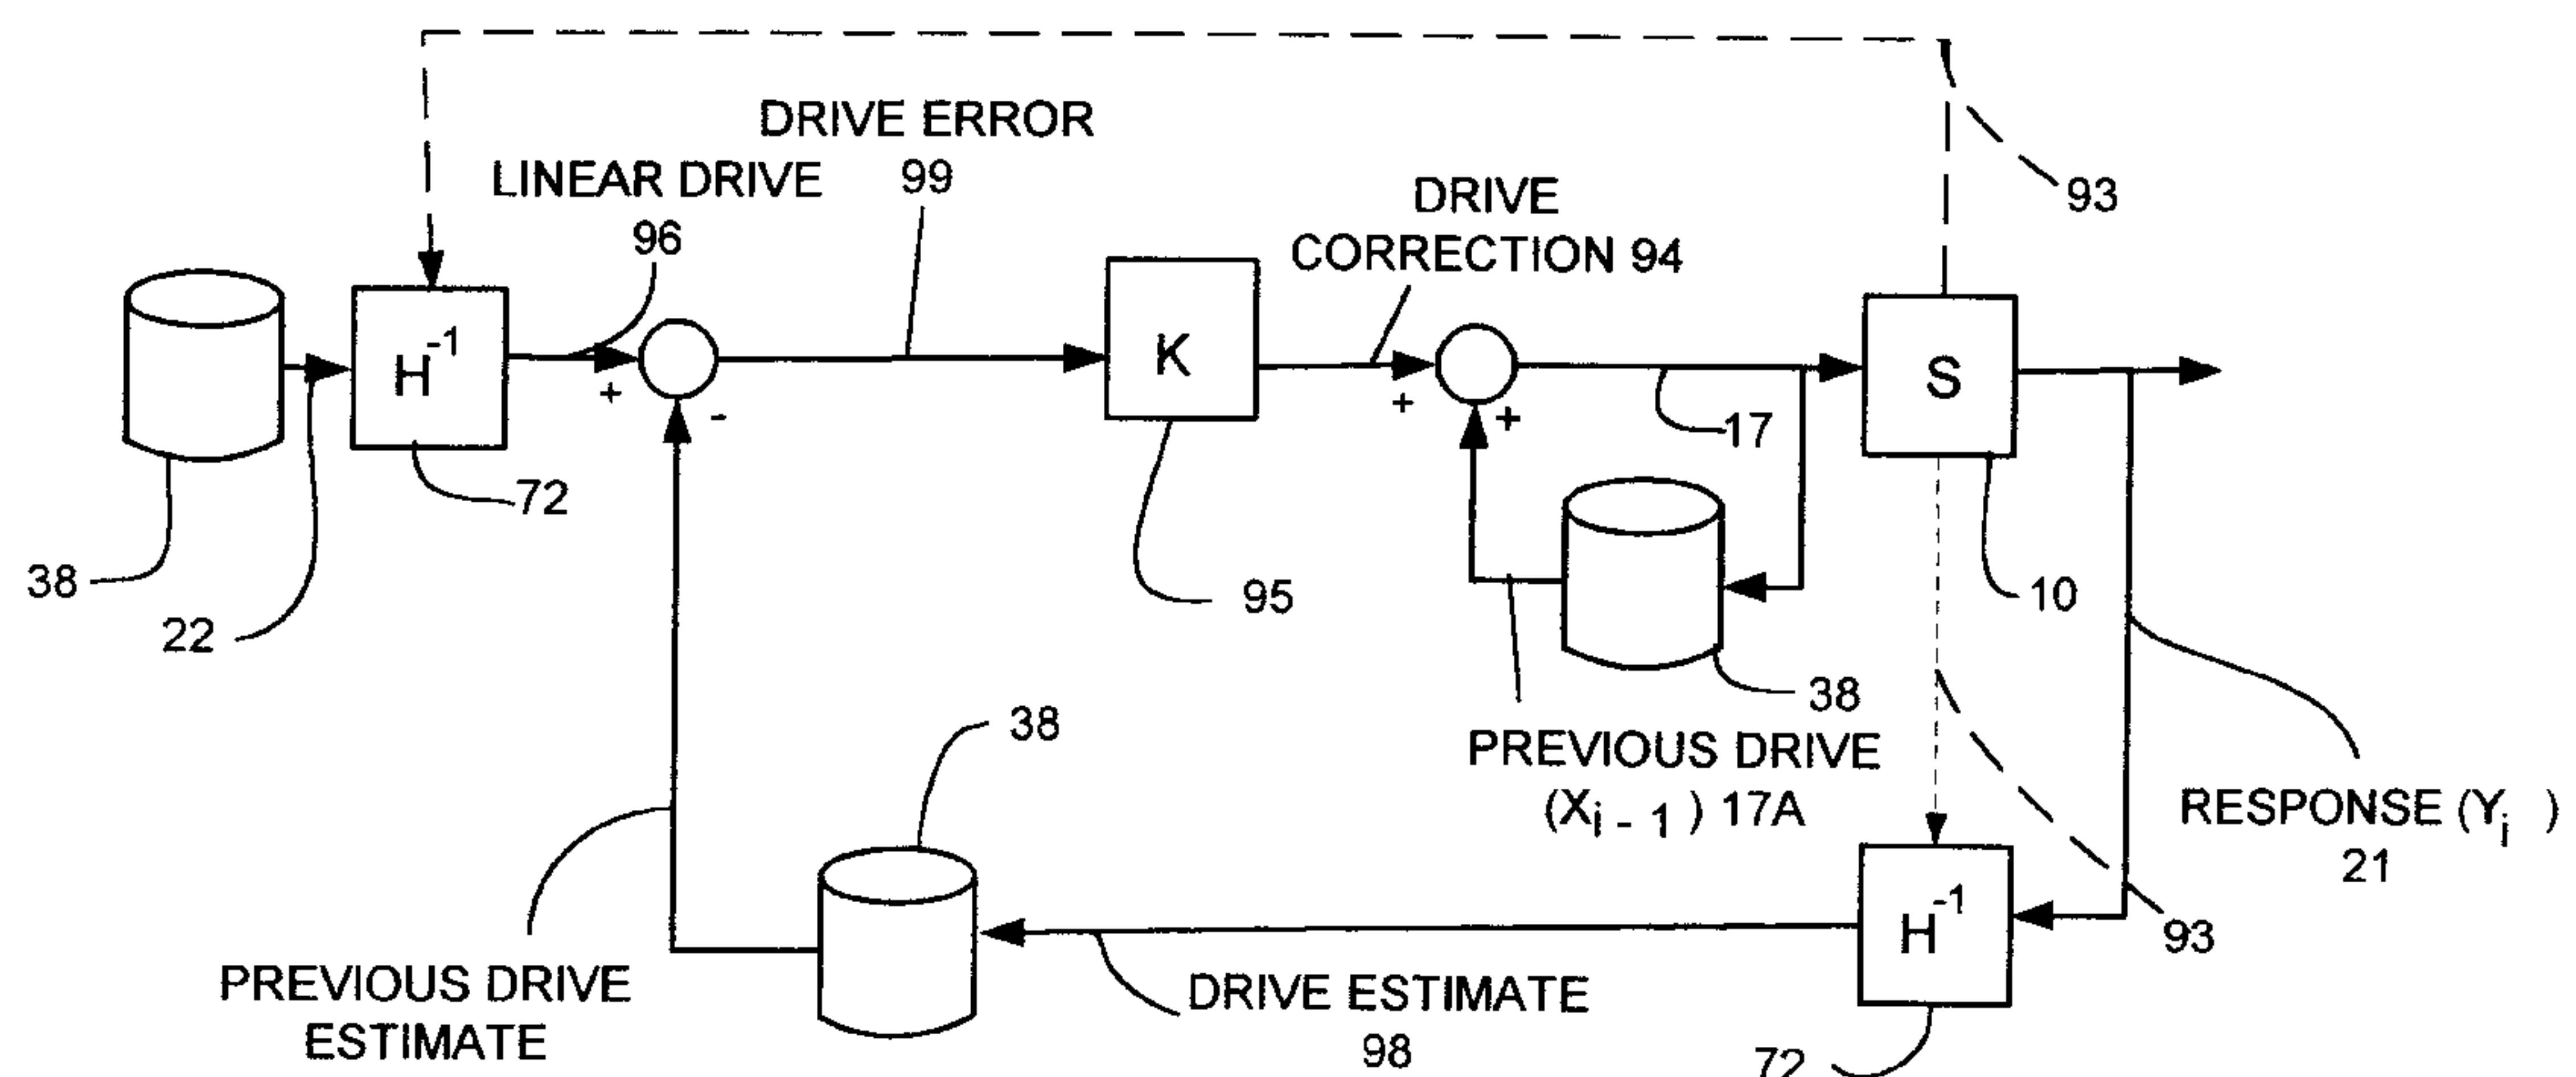 DRIVE ERROR
99
LINEAR DRIVE
96
DRIVE
CORRECTION 94
93
H-1
+
-
K
+
+
17
S
72
38
22
95
10
38
38
PREVIOUS DRIVE
(Xi - 1 ) 17A
RESPONSE (Yi )
21
H-1
93
PREVIOUS DRIVE
ESTIMATE
DRIVE ESTIMATE
98
72